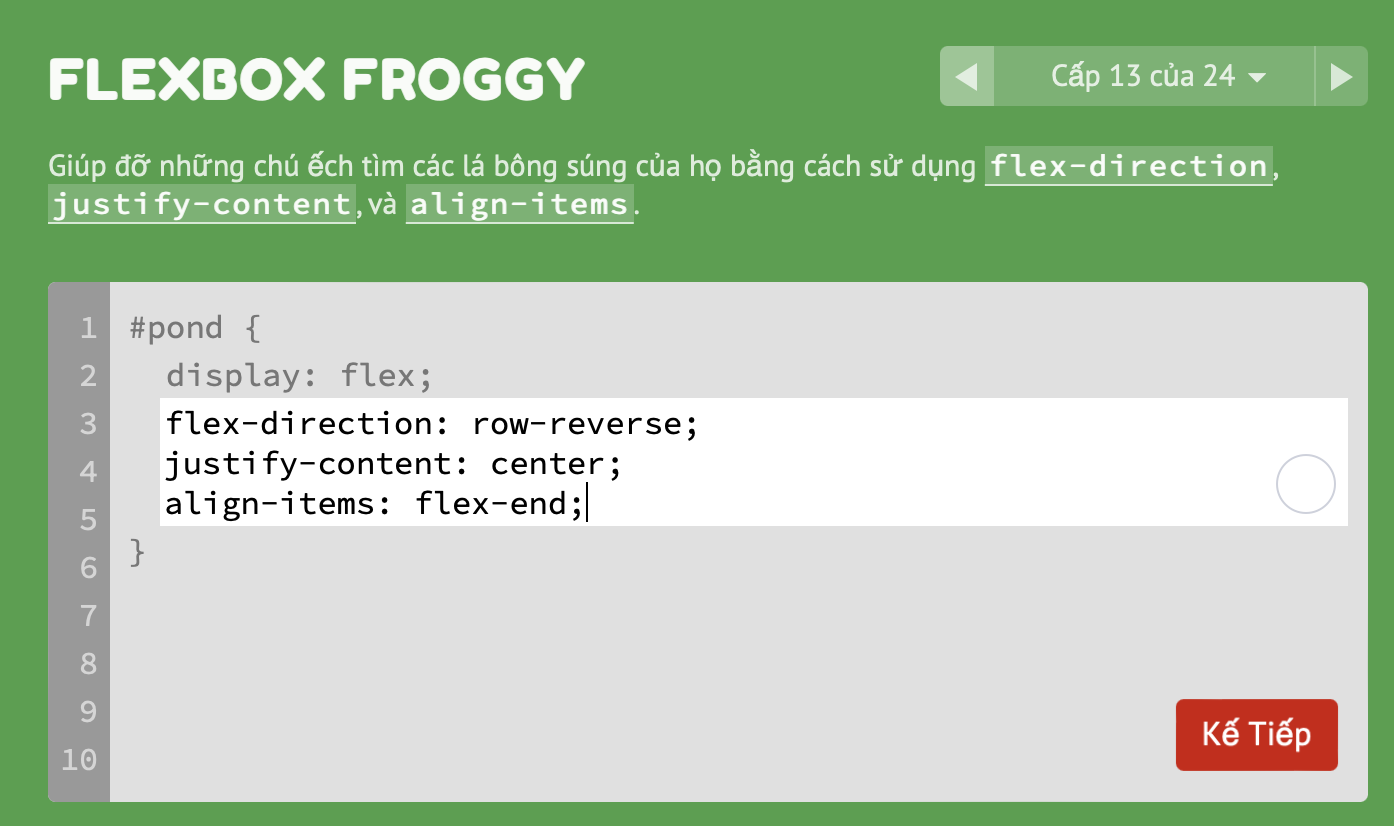 FLEXBOX FROGGY
Cấp 13 của 24
Giúp đỡ những chú ếch tìm các lá bông súng của họ bằng cách sử dụng flex-direction,
justify-content, và align-items.
1 #pond {
2 display: flex;
3 flex-direction: row-reverse;
4 justify-content: center;
5 align-items: flex-end;
6 }
7
8
9
10
Kế Tiếp